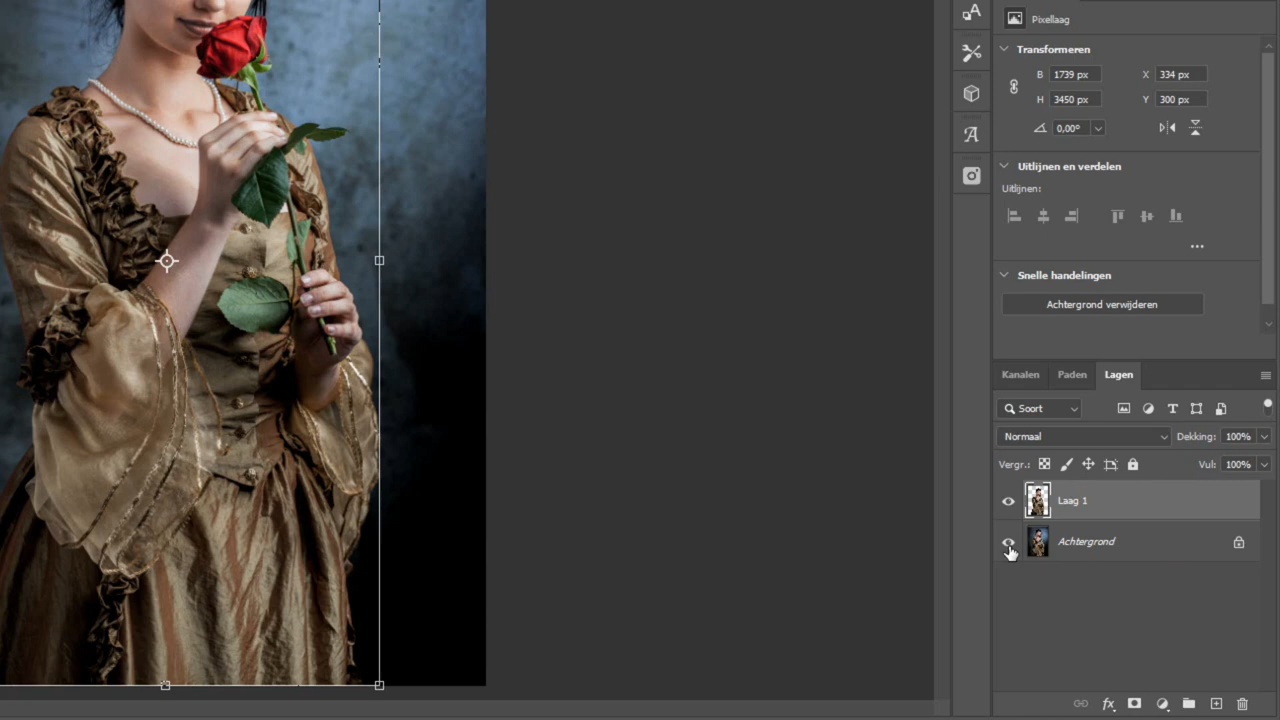 Pixellaag
Transformeren
B 1739 px X 334 px
H 3450 px Y 300 px
0,00°
Uitlijnen en verdelen
Uitlijnen:
Snelle handelingen
Achtergrond verwijderen
Kanalen Paden Lagen
Soort
Normaal Dekking: 100%
Vergr.: Vul: 100%
Laag 1
Achtergrond